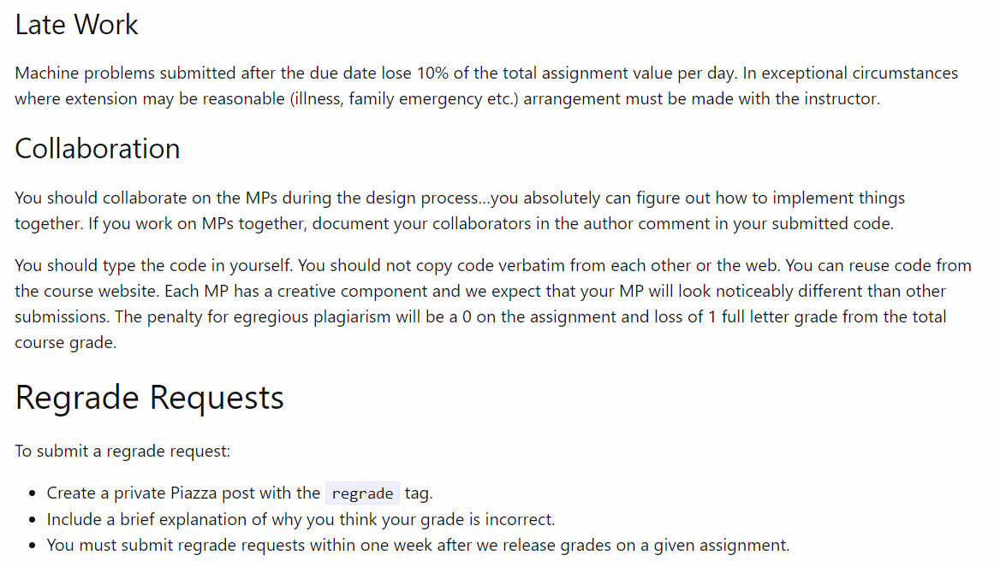 Late Work
Machine problems submitted after the due date lose 10% of the total assignment value per day. In exceptional circumstances
where extension may be reasonable (illness, family emergency etc.) arrangement must be made with the instructor.
Collaboration
You should collaborate on the MPs during the design process...you absolutely can figure out how to implement things
together. If you work on MPs together, document your collaborators in the author comment in your submitted code.
You should type the code in yourself. You should not copy code verbatim from each other or the web. You can reuse code from
the course website. Each MP has a creative component and we expect that your MP will look noticeably different than other
submissions. The penalty for egregious plagiarism will be a 0 on the assignment and loss of 1 full letter grade from the total
course grade.
Regrade Requests
To submit a regrade request:
• Create a private Piazza post with the regrade tag.
• Include a brief explanation of why you think your grade is incorrect.
• You must submit regrade requests within one week after we release grades on a given assignment.